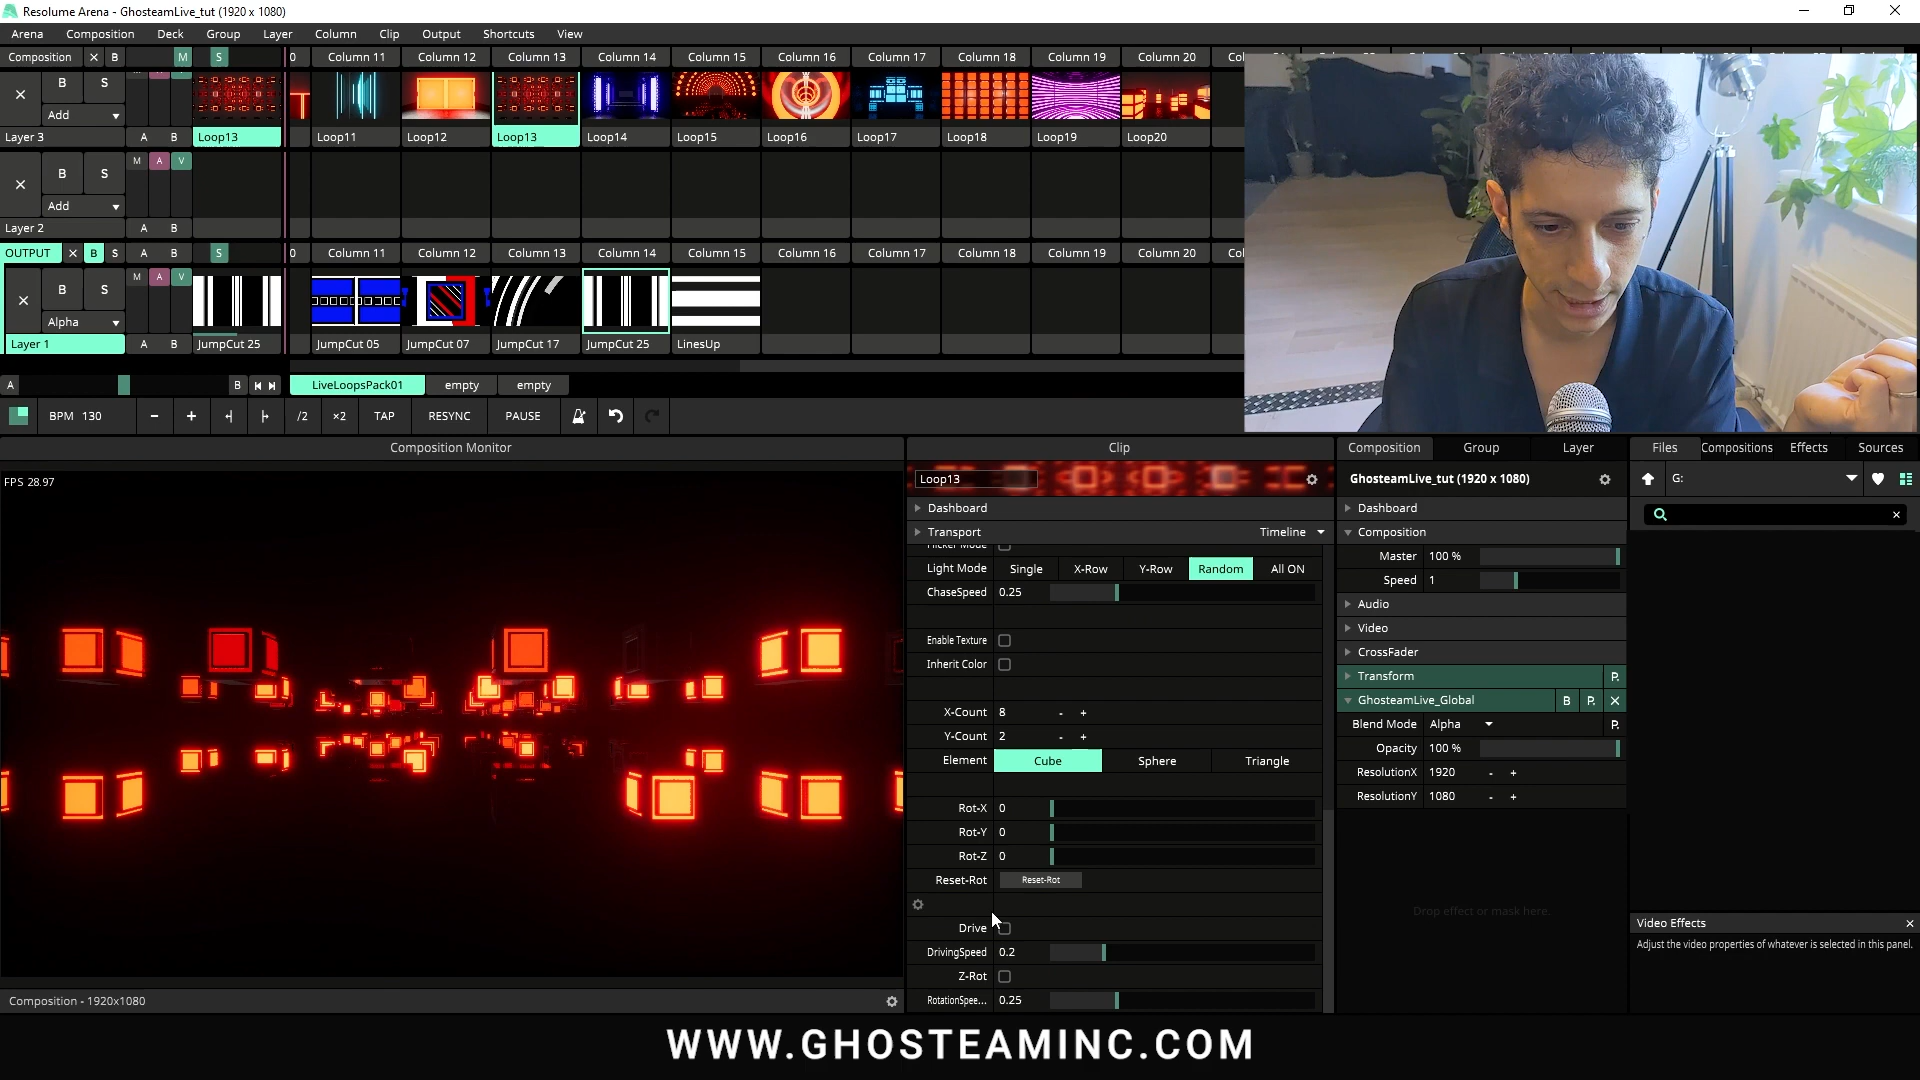 Resolume Arena - GhosteamLive_tut (1920 x 1080)
Arena Composition Deck Group Layer Column Clip Output Shortcuts View
Composition X B M S 0 Column 11 Column 12 Column 13 Column 14 Column 15 Column 16 Column 17 Column 18 Column 19 Column 20 Col
B S
Add
Layer 3 A B Loop13 Loop11 Loop12 Loop13 Loop14 Loop15 Loop16 Loop17 Loop18 Loop19 Loop20
M A V
B S
Add
Layer 2 A B
OUTPUT X B S A B S 0 Column 11 Column 12 Column 13 Column 14 Column 15 Column 16 Column 17 Column 18 Column 19 Column 20 Col
M A V
B S
Alpha
Layer 1 A B JumpCut 25 JumpCut 05 JumpCut 07 JumpCut 17 JumpCut 25 LinesUp
A B LiveLoopsPack01 empty empty
BPM 130 - + /2 ×2 TAP RESYNC PAUSE
Composition Monitor
FPS 28.97
Composition - 1920x1080
Clip
Loop13
Dashboard
Transport Timeline
Flicker Mode
Light Mode Single X-Row Y-Row Random All ON
ChaseSpeed 0.25
Enable Texture
Inherit Color
X-Count 8 - +
Y-Count 2 - +
Element Cube Sphere Triangle
Rot-X 0
Rot-Y 0
Rot-Z 0
Reset-Rot Reset-Rot
Drive
DrivingSpeed 0.2
Z-Rot
RotationSpee... 0.25
Composition Group Layer
GhosteamLive_tut (1920 x 1080)
Dashboard
Composition
Master 100 %
Speed 1
Audio
Video
CrossFader
Transform P.
GhosteamLive_Global B P. X
Blend Mode Alpha P.
Opacity 100 %
ResolutionX 1920 - +
ResolutionY 1080 - +
Drop effect or mask here.
Files Compositions Effects Sources
G:
Video Effects
Adjust the video properties of whatever is selected in this panel.
WWW.GHOSTEAMINC.COM